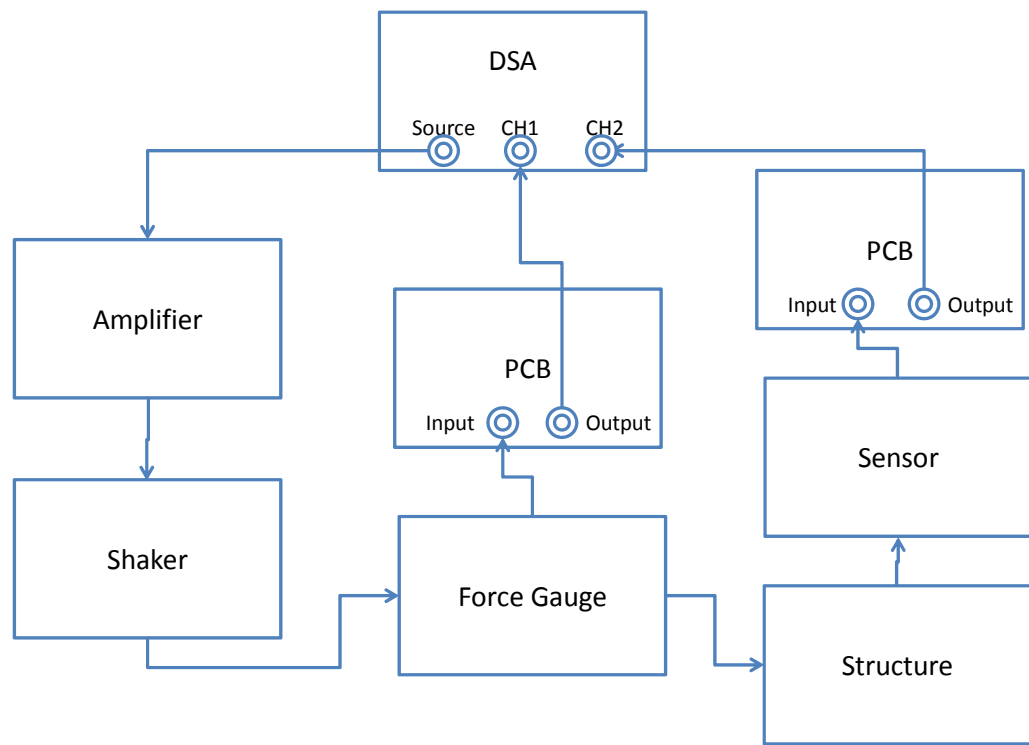 DSA
Source
CH1
CH2
PCB
Input
Output
Amplifier
PCB
Input
Output
Sensor
Shaker
Force Gauge
Structure